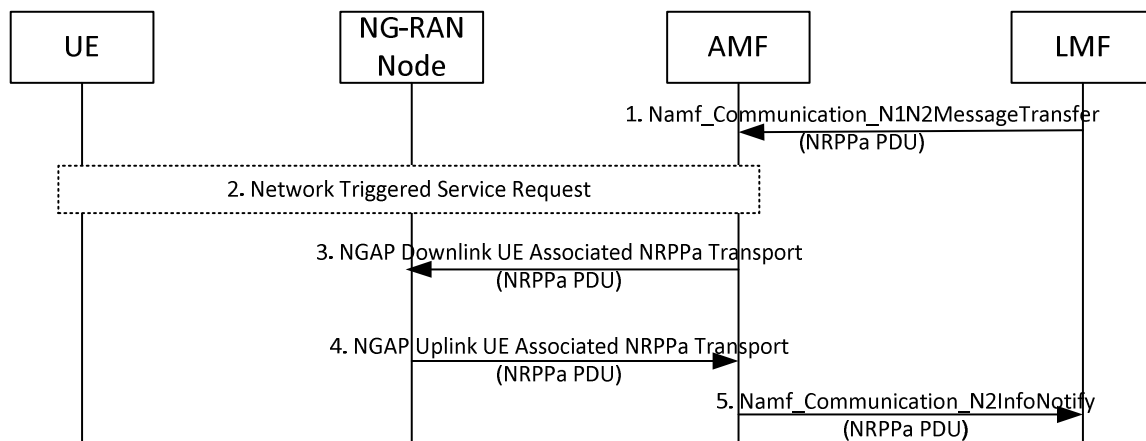 UE
NG-RAN
Node
AMF
LMF
1. Namf_Communication_N1N2MessageTransfer
(NRPPa PDU)
2. Network Triggered Service Request
3. NGAP Downlink UE Associated NRPPa Transport
(NRPPa PDU)
4. NGAP Uplink UE Associated NRPPa Transport
(NRPPa PDU)
5. Namf_Communication_N2InfoNotify
(NRPPa PDU)